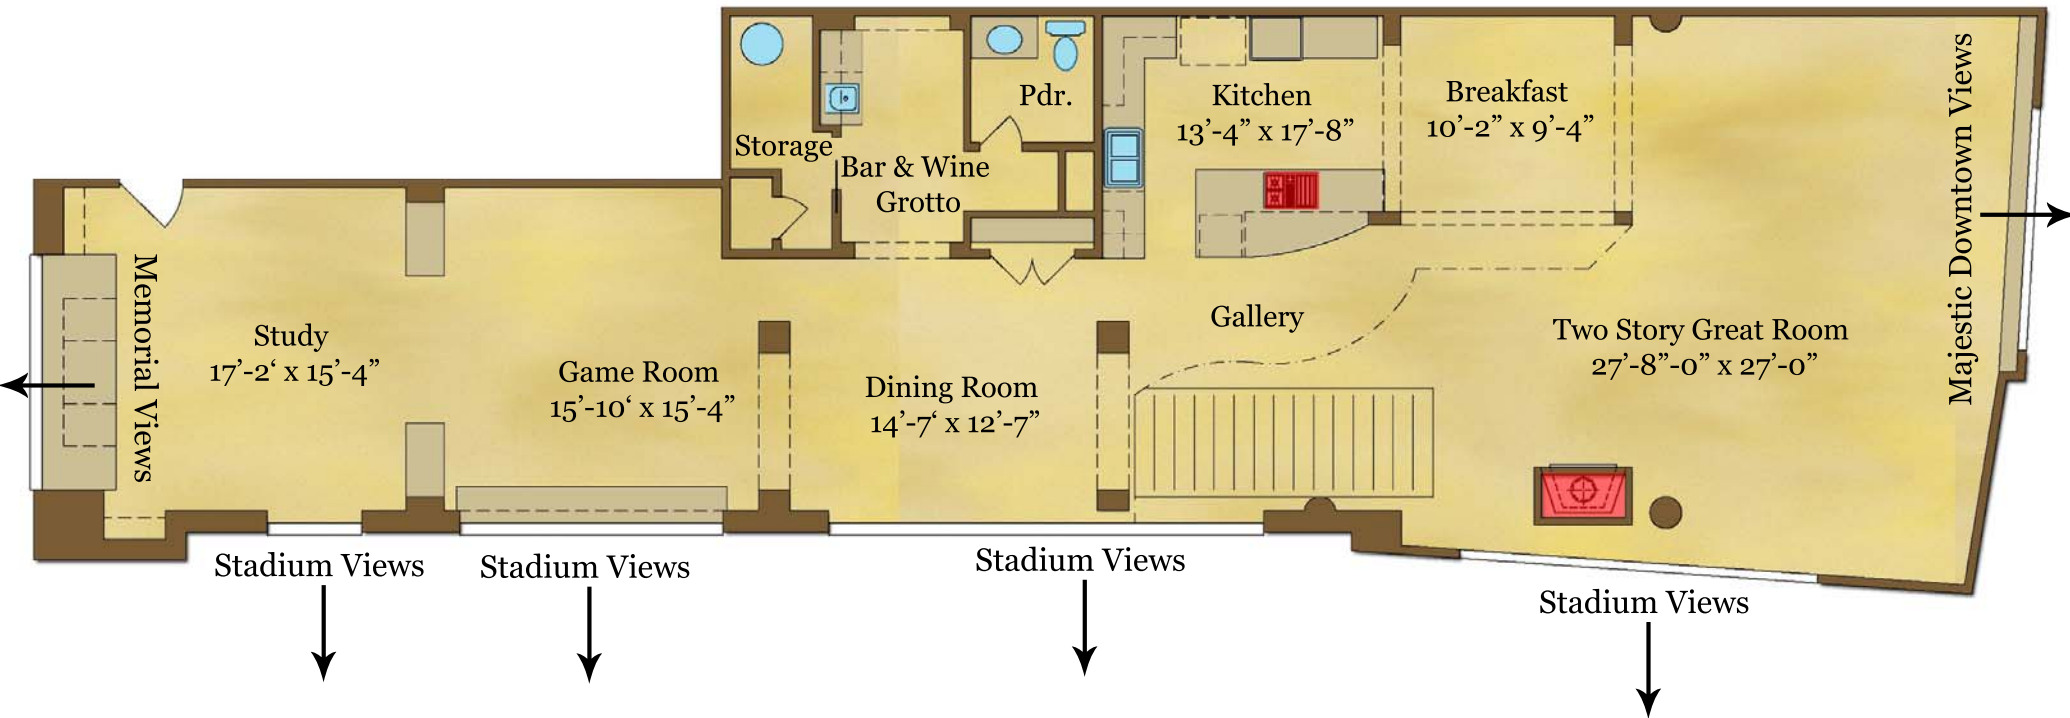 Pdr.
Kitchen
13’-4” x 17’-8”
Breakfast
10’-2” x 9’-4”
Storage
Bar & Wine
Grotto
Majestic Downtown Views
Memorial Views
Study
17’-2‘ x 15’-4”
Game Room
15’-10‘ x 15’-4”
Dining Room
14’-7‘ x 12’-7”
Gallery
Two Story Great Room
27’-8”-0” x 27’-0”
Stadium Views
Stadium Views
Stadium Views
Stadium Views